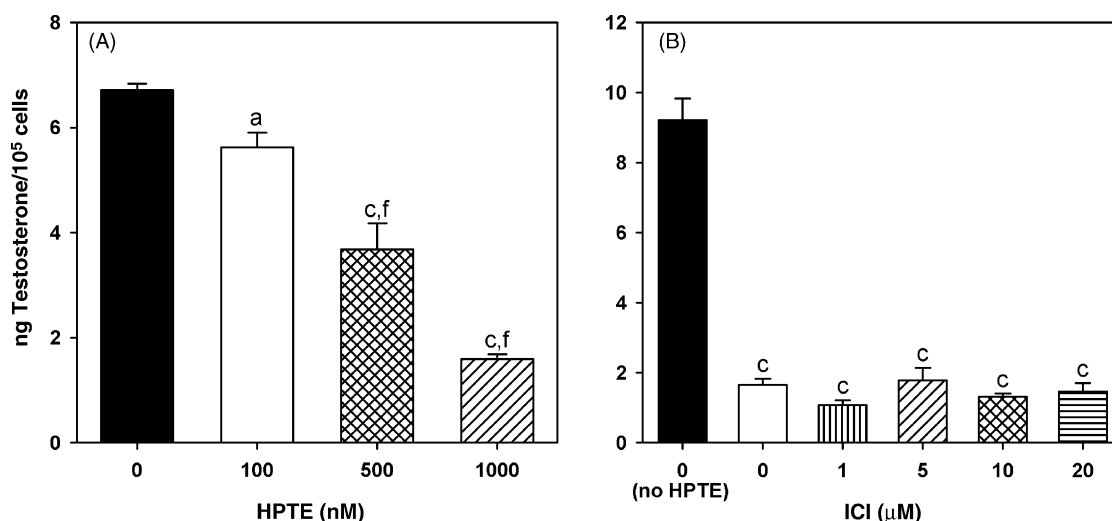 (A)
ng Testosterone/10⁵ cells
8
6
4
2
0
a
c,f
c,f
0 100 500 1000
HPTE (nM)
(B)
12
10
8
6
4
2
0
c
c
c
c
c
0 0 1 5 10 20
(no HPTE)
ICI (μM)